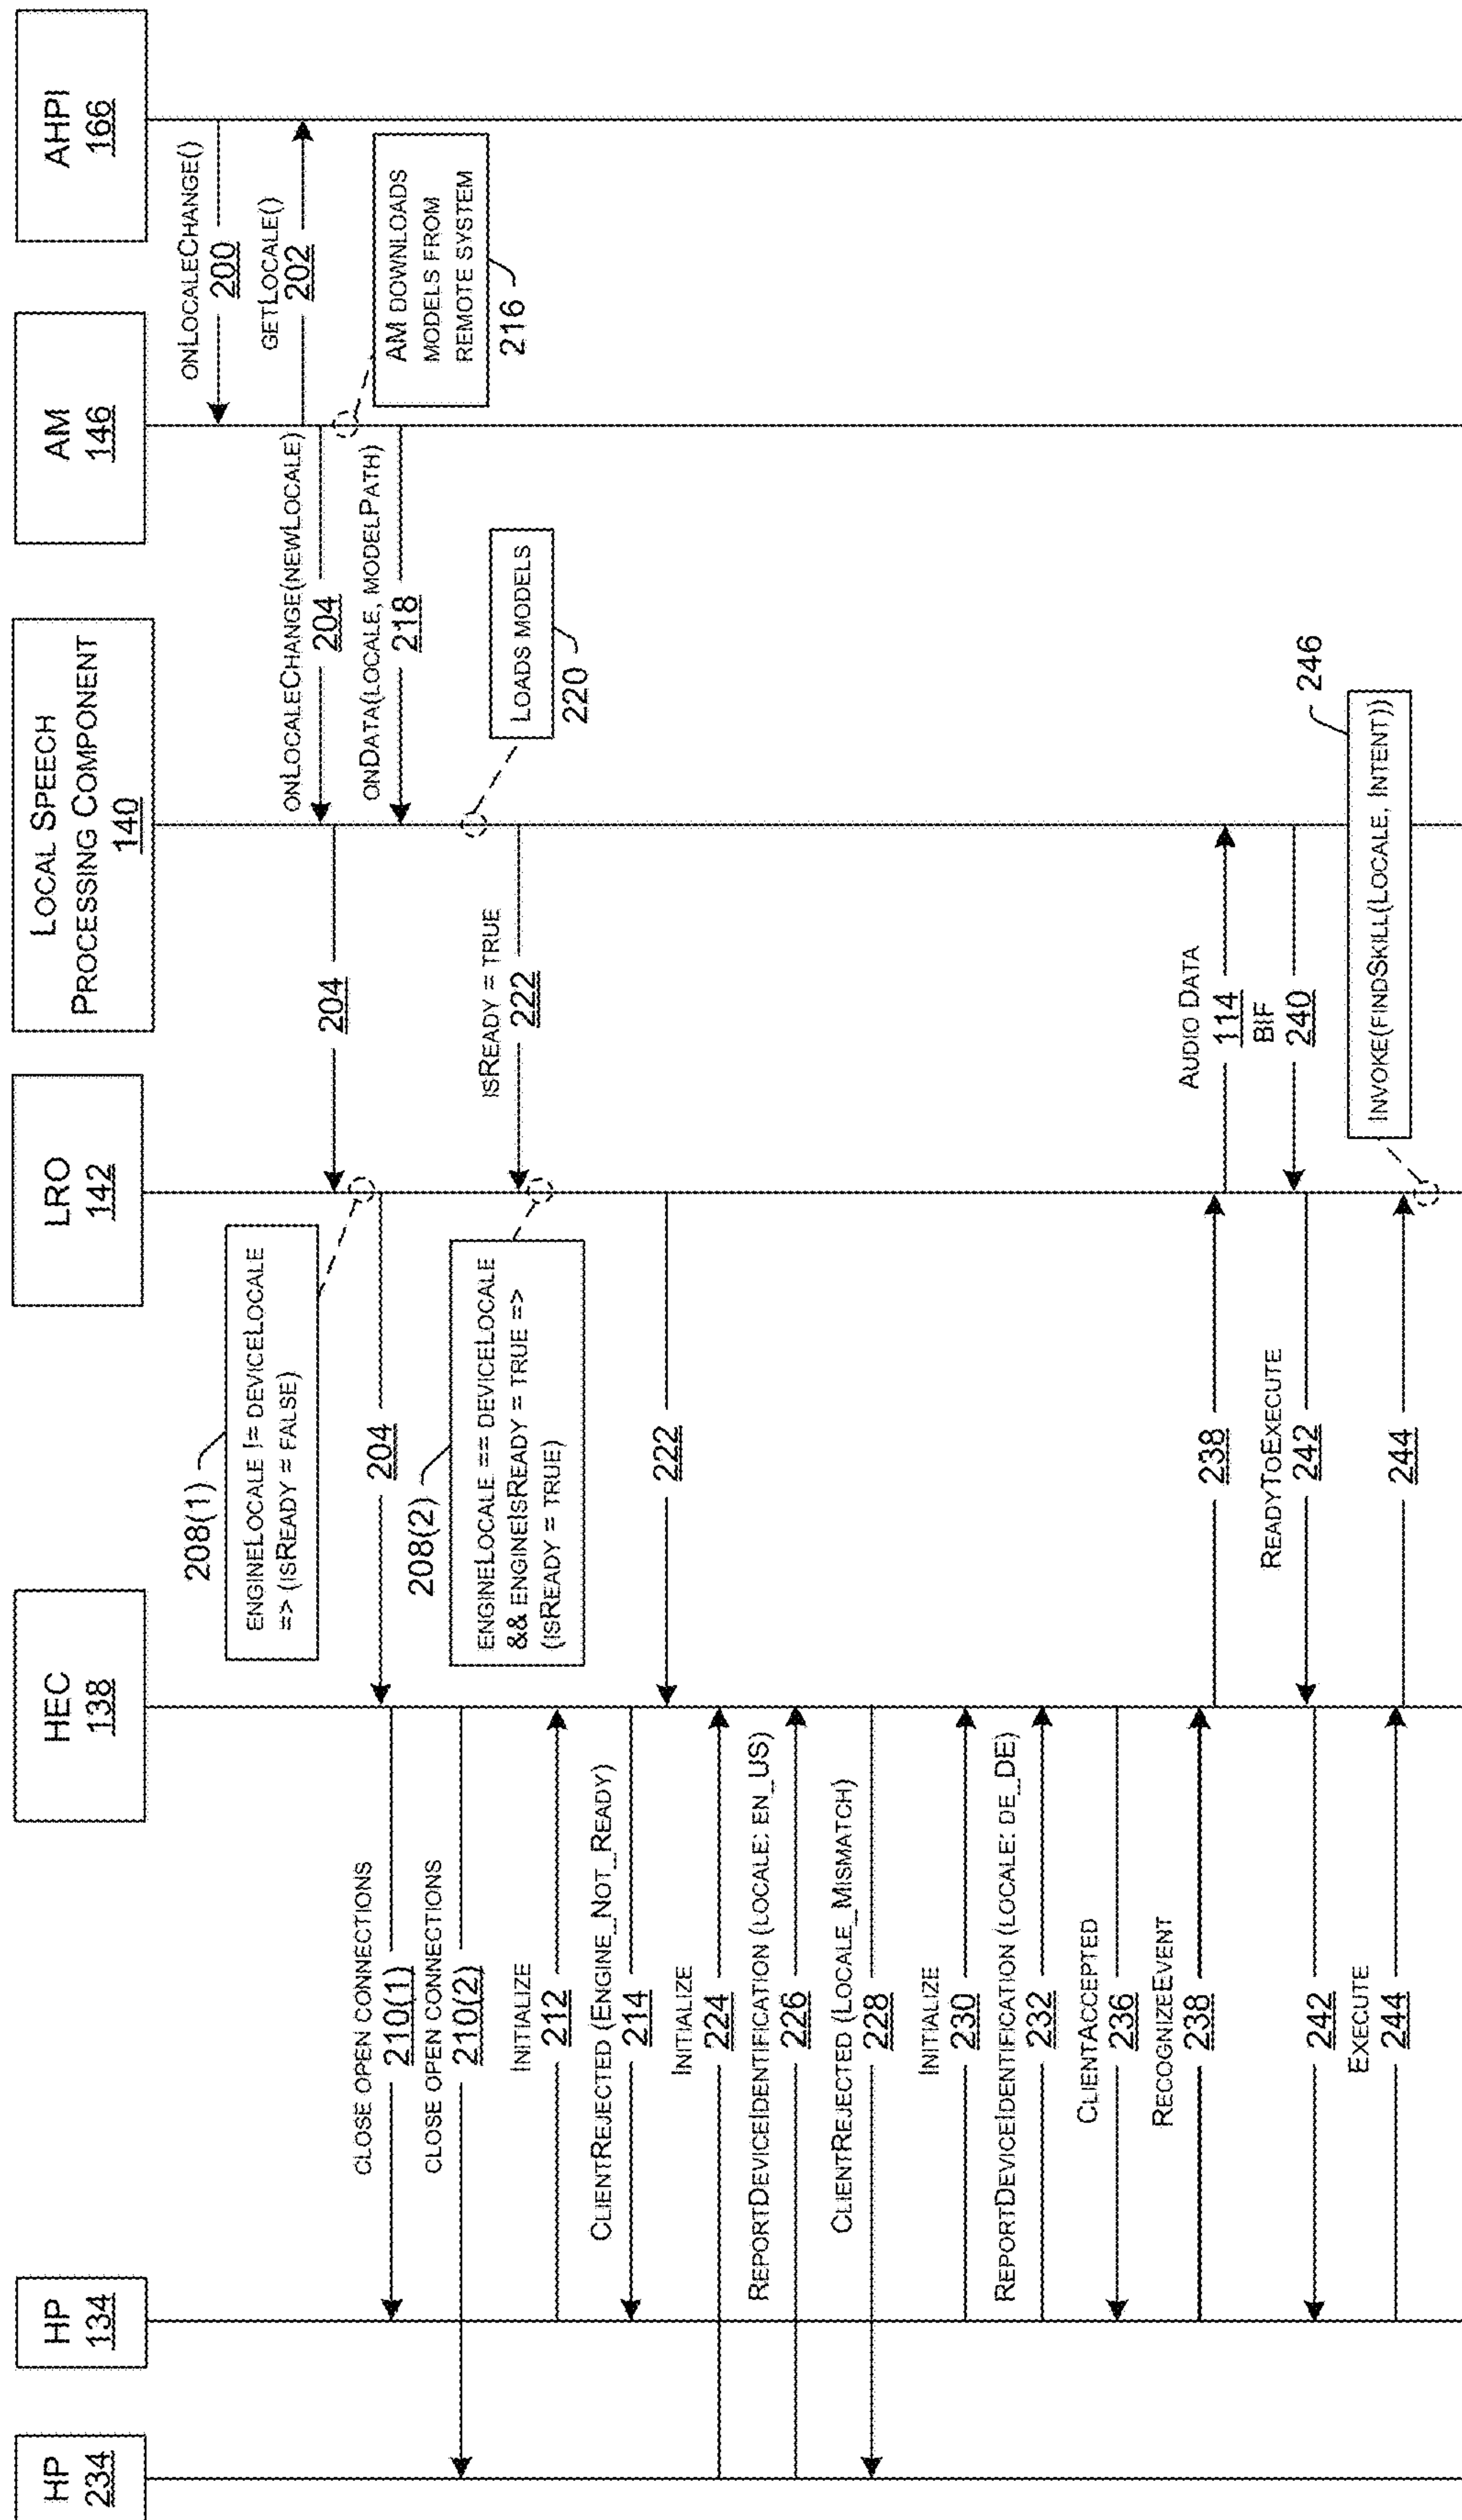 HP
234
HP
134
HEC
138
LRO
142
LOCAL SPEECH
PROCESSING COMPONENT
140
AM
146
AHPI
166
ONLOCALECHANGE()
200
GETLOCALE()
202
ONLOCALECHANGE(NEWLOCALE)
204
204
208(1)
ENGINELOCALE != DEVICELOCALE
=> (ISREADY = FALSE)
204
CLOSE OPEN CONNECTIONS
210(1)
CLOSE OPEN CONNECTIONS
210(2)
AM DOWNLOADS
MODELS FROM
REMOTE SYSTEM
216
ONDATA(LOCALE, MODELPATH)
218
LOADS MODELS
220
ISREADY = TRUE
222
208(2)
ENGINELOCALE == DEVICELOCALE
&& ENGINEISREADY = TRUE =>
(ISREADY = TRUE)
INITIALIZE
212
CLIENTREJECTED (ENGINE_NOT_READY)
214
222
INITIALIZE
224
REPORTDEVICEIDENTIFICATION (LOCALE: EN_US)
226
CLIENTREJECTED (LOCALE_MISMATCH)
228
INITIALIZE
230
REPORTDEVICEIDENTIFICATION (LOCALE: DE_DE)
232
CLIENTACCEPTED
236
RECOGNIZEEVENT
238
238
AUDIO DATA
114
BIF
240
READYTOEXECUTE
242
242
EXECUTE
244
244
246
INVOKE(FINDSKILL(LOCALE, INTENT))